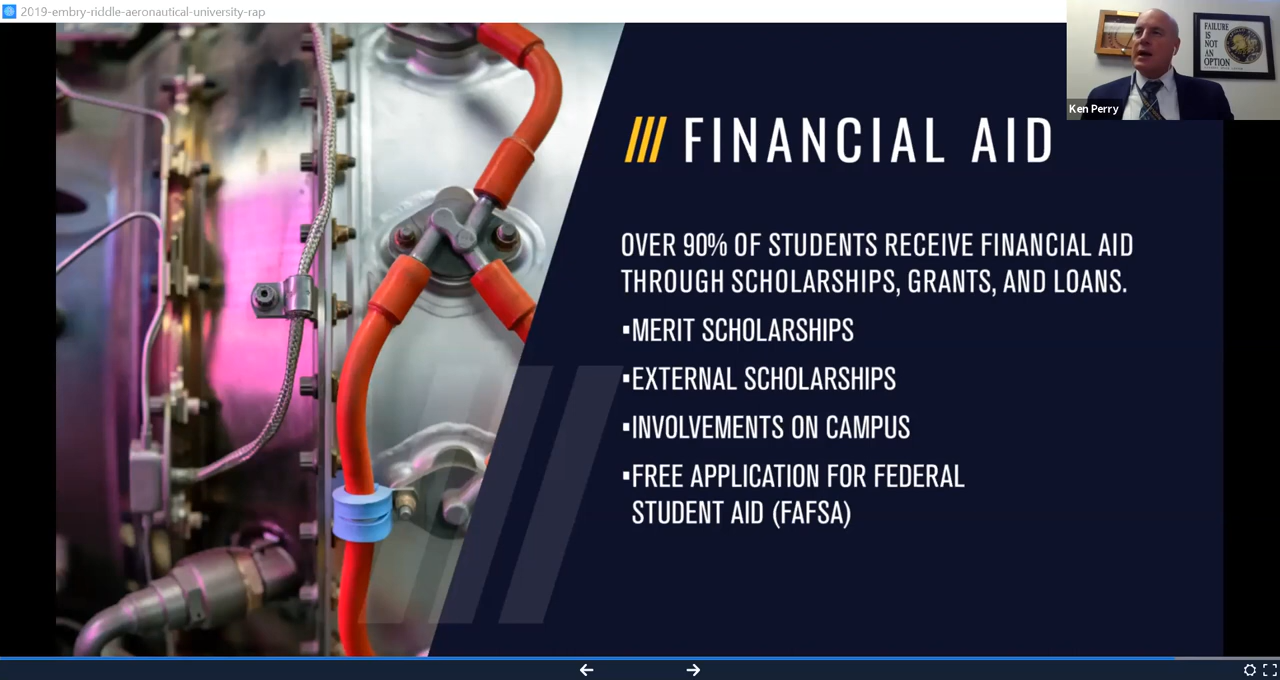 2019-embry-riddle-aeronautical-university-rap
FAILURE
IS
NOT
AN
OPTION
Ken Perry
FINANCIAL AID
OVER 90% OF STUDENTS RECEIVE FINANCIAL AID
THROUGH SCHOLARSHIPS, GRANTS, AND LOANS.
▪MERIT SCHOLARSHIPS
▪EXTERNAL SCHOLARSHIPS
▪INVOLVEMENTS ON CAMPUS
▪FREE APPLICATION FOR FEDERAL
STUDENT AID (FAFSA)